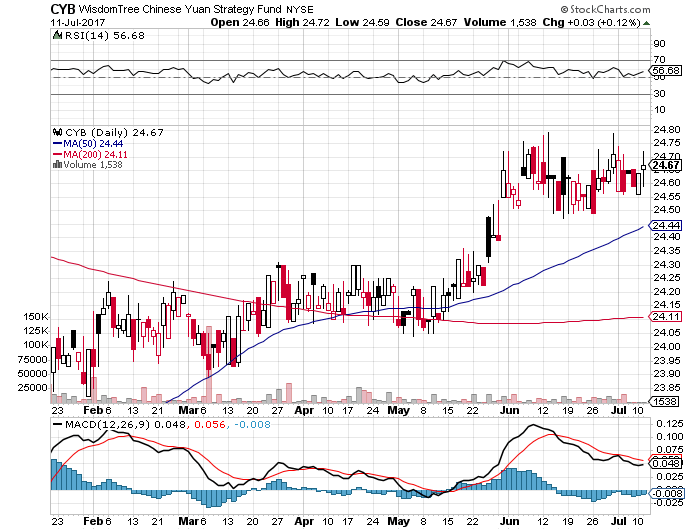 CYB WisdomTree Chinese Yuan Strategy Fund NYSE © StockCharts.com
11-Jul-2017 Open 24.66 High 24.72 Low 24.59 Close 24.67 Volume 1,538 Chg +0.03 (+0.12%)
RSI(14) 56.68
90
70
56.68
50
30
10
CYB (Daily) 24.67
MA(50) 24.44
MA(200) 24.11
Volume 1,538
24.80
24.75
24.70
24.67
24.60
24.55
24.50
24.44
24.40
24.35
24.30
24.25
24.20
24.15
150K 24.11
125K 24.05
100K 24.00
75000 23.95
50000 23.90
25000 23.85
1538
23 Feb 6 13 21 Mar 6 13 20 27 Apr 10 17 24 May 8 15 22 Jun 12 19 26 Jul 10
MACD(12,26,9) 0.048, 0.056, -0.008
0.125
0.100
0.075
0.048
0.025
-0.008
-0.025
23 Feb 6 13 21 Mar 6 13 20 27 Apr 10 17 24 May 8 15 22 Jun 12 19 26 Jul 10